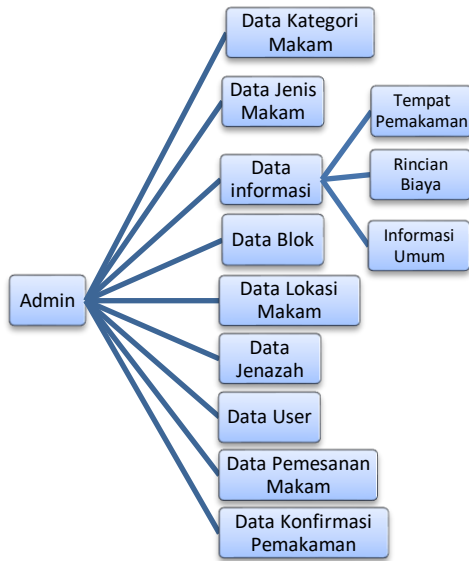 Admin
Data Kategori
Makam
Data Jenis
Makam
Data
informasi
Tempat
Pemakaman
Rincian
Biaya
Informasi
Umum
Data Blok
Data Lokasi
Makam
Data
Jenazah
Data User
Data Pemesanan
Makam
Data Konfirmasi
Pemakaman